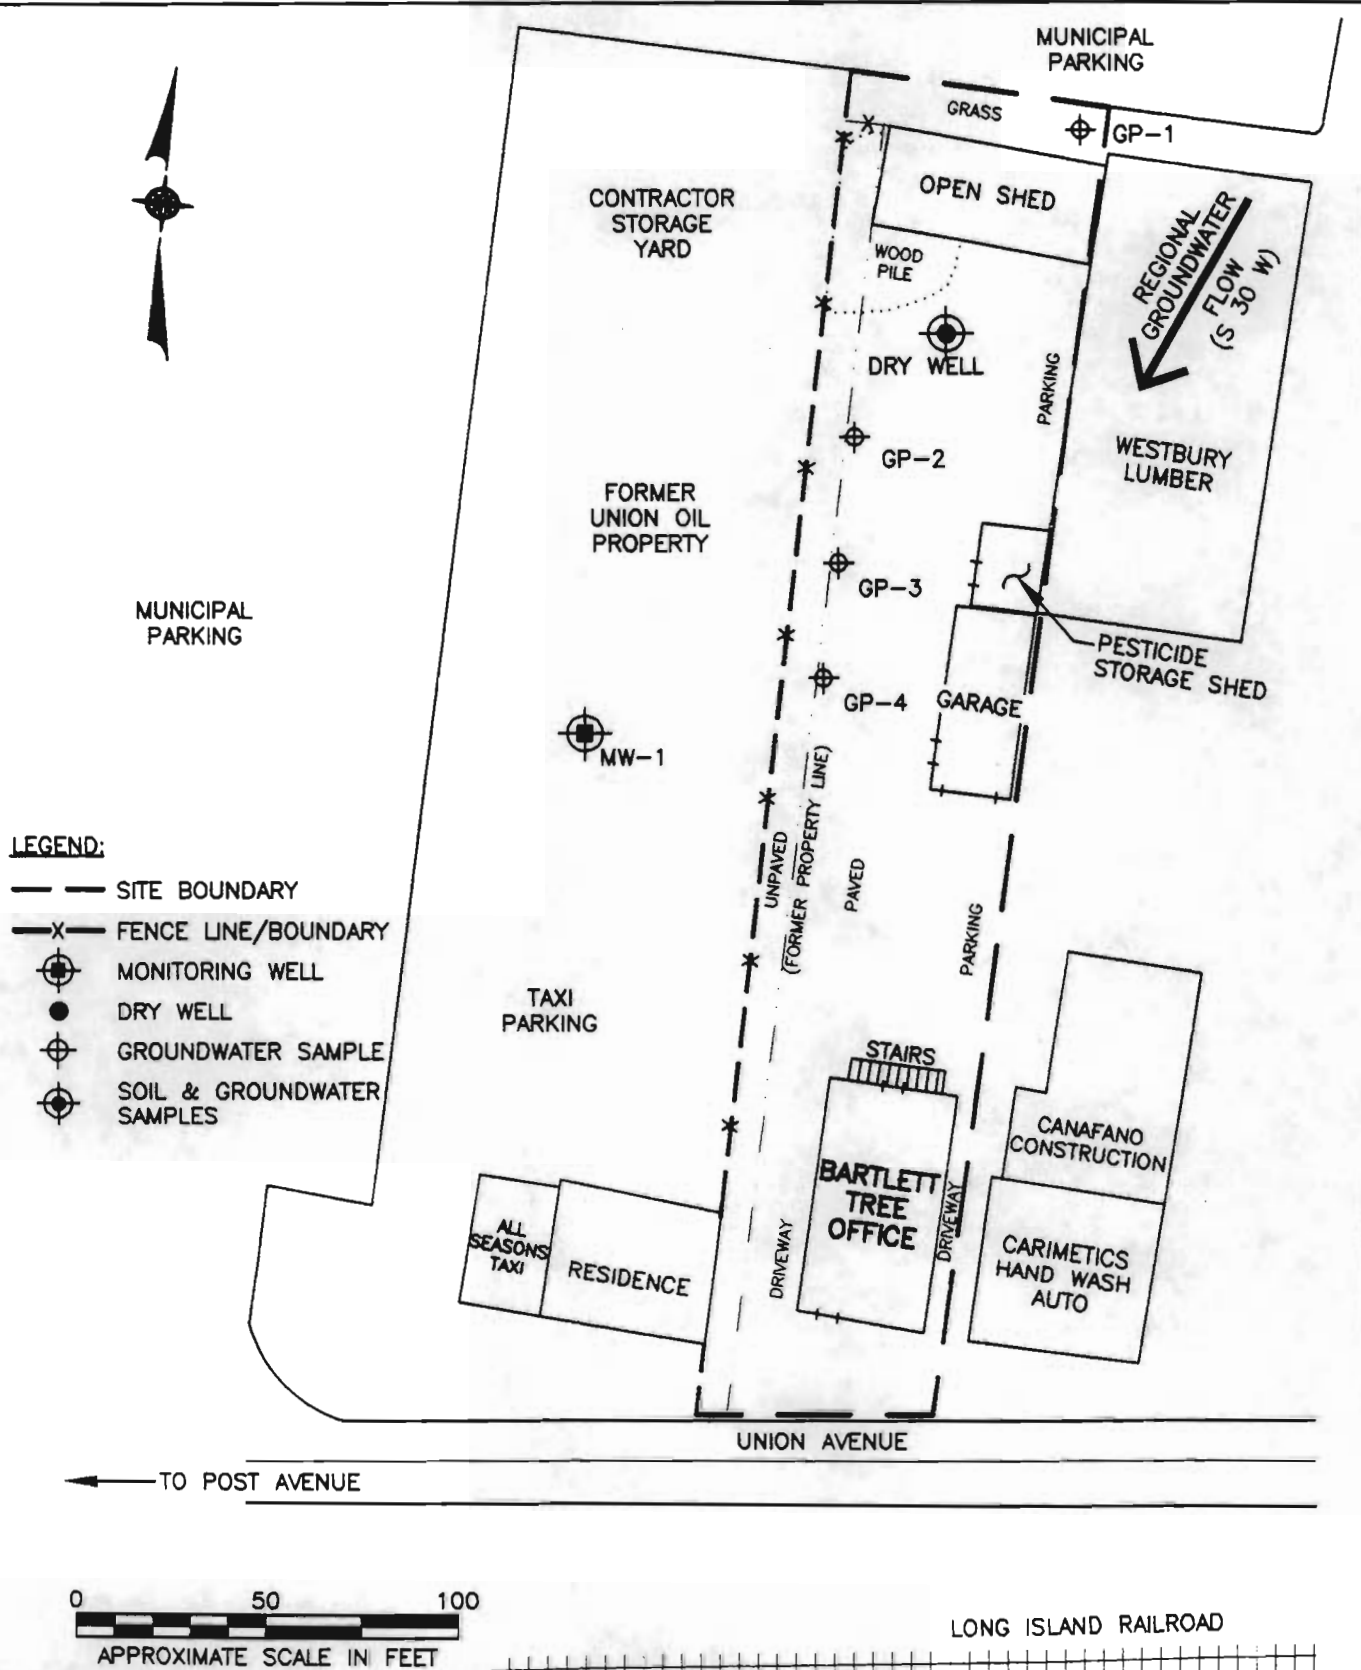 MUNICIPAL
PARKING
GRASS
GP-1
OPEN SHED
CONTRACTOR
STORAGE
YARD
WOOD
PILE
REGIONAL
GROUNDWATER
FLOW
(S 30 W)
DRY WELL
PARKING
GP-2
WESTBURY
LUMBER
FORMER
UNION OIL
PROPERTY
GP-3
MUNICIPAL
PARKING
PESTICIDE
STORAGE SHED
GP-4
GARAGE
MW-1
UNPAVED
(FORMER PROPERTY LINE)
PAVED
PARKING
LEGEND:
SITE BOUNDARY
X
FENCE LINE/BOUNDARY
MONITORING WELL
DRY WELL
GROUNDWATER SAMPLE
SOIL & GROUNDWATER
SAMPLES
TAXI
PARKING
STAIRS
CANAFANO
CONSTRUCTION
BARTLETT
TREE
OFFICE
DRIVEWAY
DRIVEWAY
ALL
SEASONS
TAXI
RESIDENCE
CARIMETICS
HAND WASH
AUTO
UNION AVENUE
TO POST AVENUE
0 50 100
APPROXIMATE SCALE IN FEET
LONG ISLAND RAILROAD